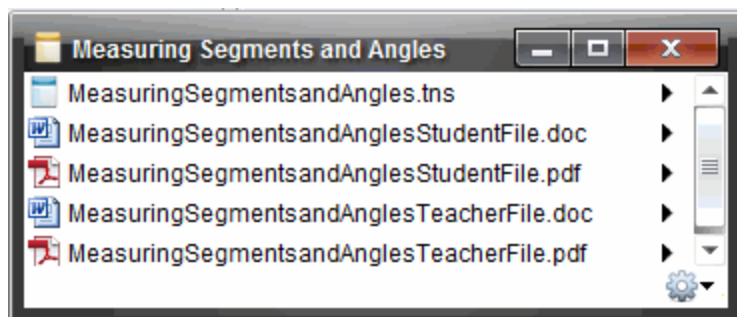 Measuring Segments and Angles
MeasuringSegmentsandAngles.tns
MeasuringSegmentsandAnglesStudentFile.doc
MeasuringSegmentsandAnglesStudentFile.pdf
MeasuringSegmentsandAnglesTeacherFile.doc
MeasuringSegmentsandAnglesTeacherFile.pdf